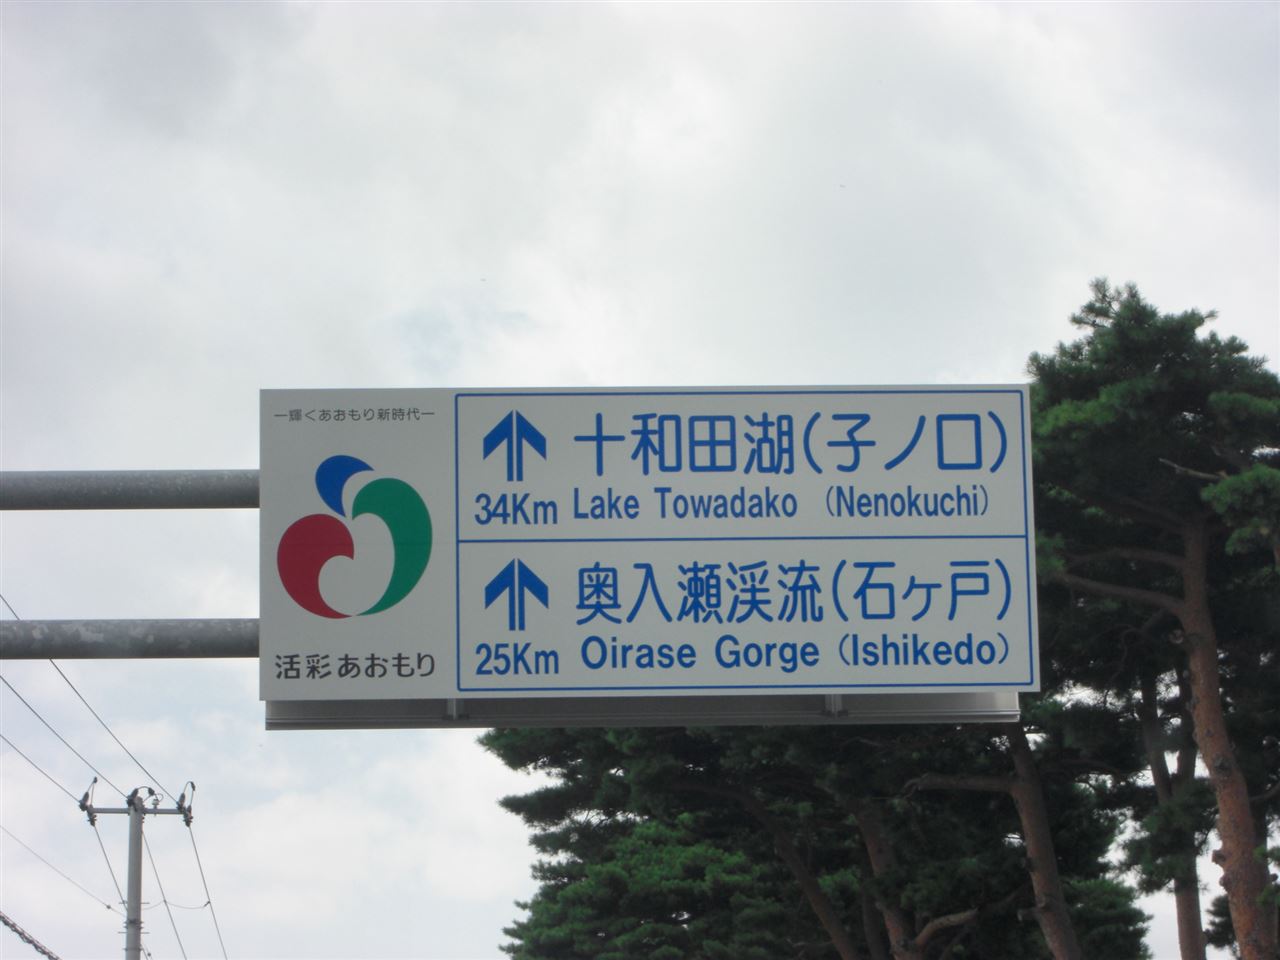 —輝くあおもり新時代—
活彩あおもり
十和田湖(子ノ口)
34Km Lake Towadako (Nenokuchi)
奥入瀬渓流(石ヶ戸)
25Km Oirase Gorge (Ishikedo)